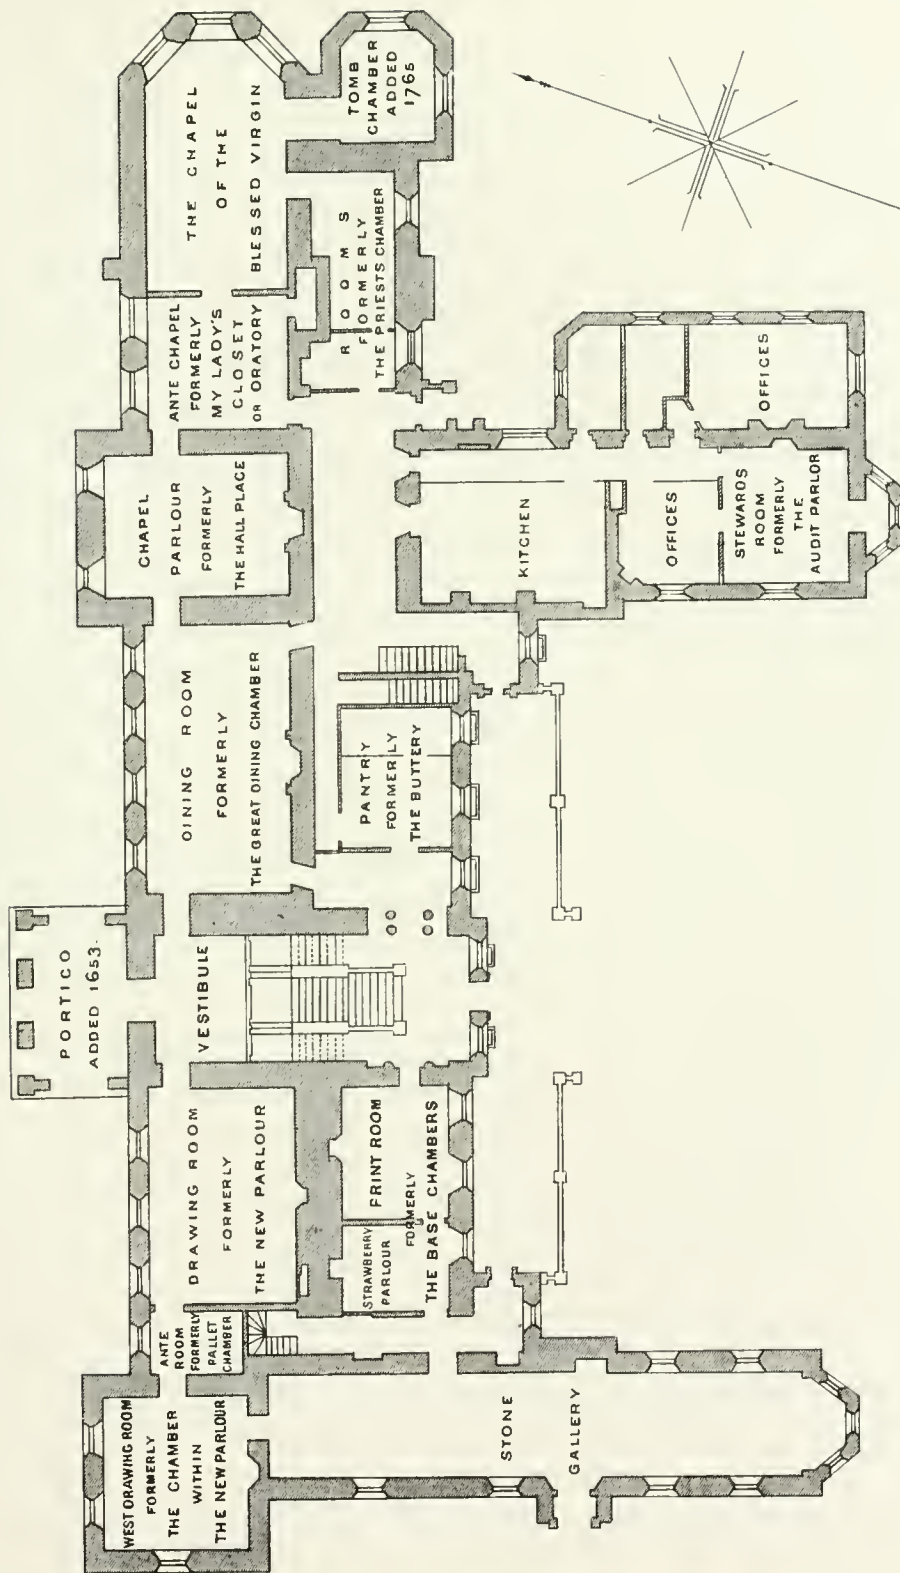 THE CHAPEL
OF THE
BLESSED VIRGIN
TOMB
CHAMBER
ADDED
1765
ROOMS
FORMERLY
THE PRIESTS CHAMBER
ANTE CHAPEL
FORMERLY
MY LADY'S
CLOSET
OR ORATORY
CHAPEL
PARLOUR
FORMERLY
THE HALL PLACE
KITCHEN
OFFICES
OFFICES
STEWARDS
ROOM
FORMERLY
THE
AUDIT PARLOR
DINING ROOM
FORMERLY
THE GREAT DINING CHAMBER
PANTRY
FORMERLY
THE BUTTERY
PORTICO
ADDED 1653.
VESTIBULE
DRAWING ROOM
FORMERLY
THE NEW PARLOUR
PRINT ROOM
STRAWBERRY
PARLOUR
FORMERLY
THE BASE CHAMBERS
ANTE
ROOM
FORMERLY
PALLET
CHAMBER
WEST DRAWING ROOM
FORMERLY
THE CHAMBER
WITHIN
THE NEW PARLOUR
STONE
GALLERY